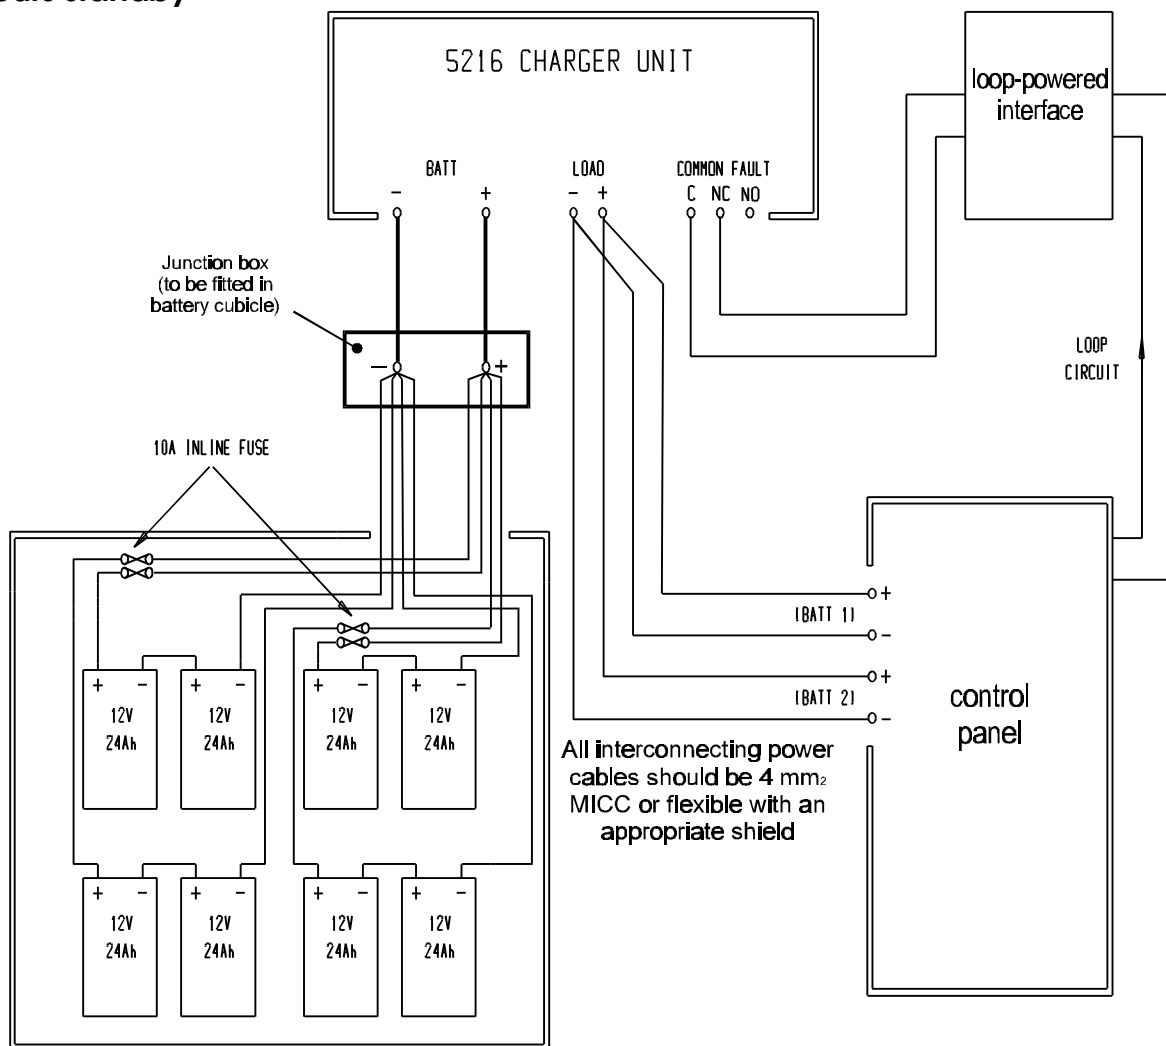 standby
5216 CHARGER UNIT
loop-powered
interface
BATT
LOAD
COMMON FAULT
- +
- +
C NC NO
Junction box
(to be fitted in
battery cubicle)
- +
LOOP
CIRCUIT
10A INLINE FUSE
+
(BATT 1)
-
+
(BATT 2)
-
control
panel
+ -
12V
24Ah
+ -
12V
24Ah
+ -
12V
24Ah
+ -
12V
24Ah
All interconnecting power
cables should be 4 mm2
MICC or flexible with an
appropriate shield
+ -
12V
24Ah
+ -
12V
24Ah
+ -
12V
24Ah
+ -
12V
24Ah